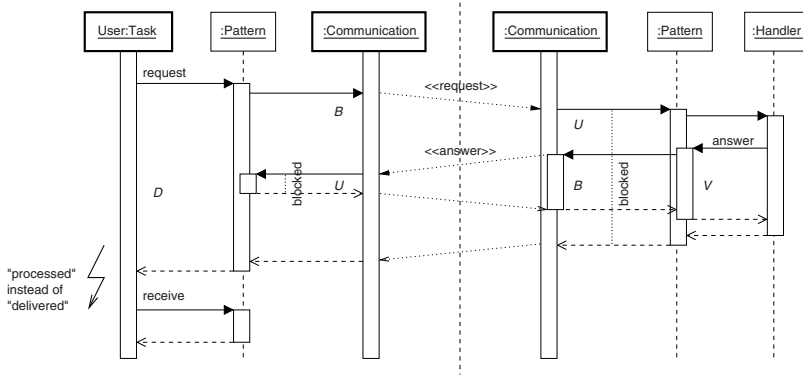 User:Task
:Pattern
:Communication
:Communication
:Pattern
:Handler
request
<<request>>
B
U
answer
<<answer>>
blocked
U
D
B
blocked
V
"processed"
instead of
"delivered"
receive